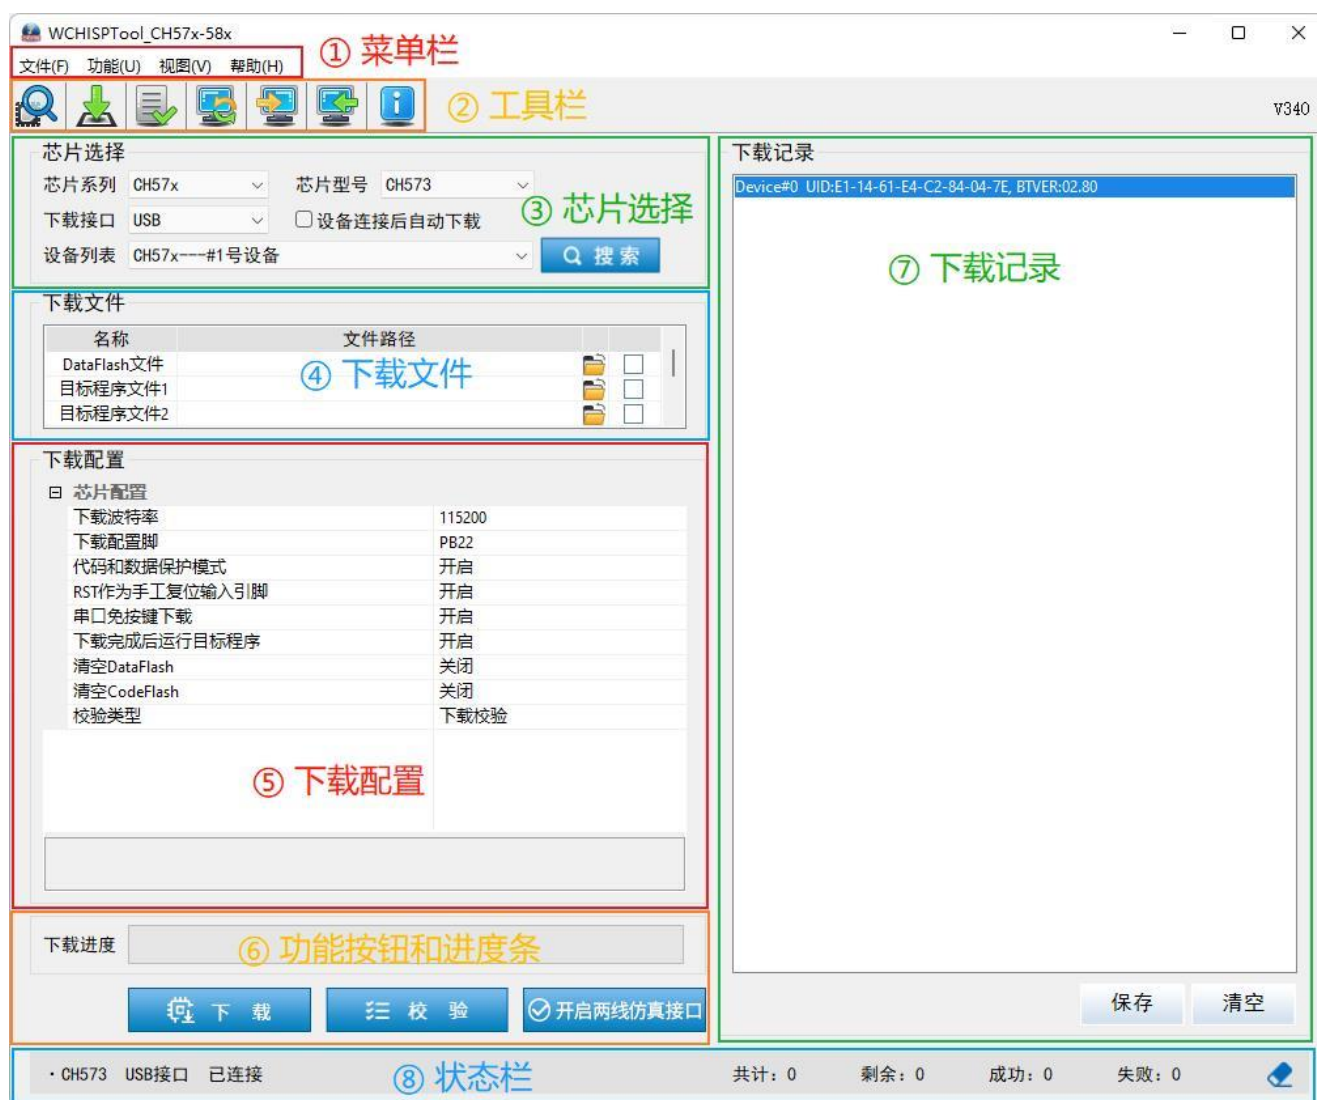 WCHISPTool_CH57x-58x
文件(F) 功能(U) 视图(V) 帮助(H)
① 菜单栏
② 工具栏
V340
芯片选择
芯片系列 CH57x 芯片型号 CH573
下载接口 USB 设备连接后自动下载
③ 芯片选择
设备列表 CH57x---#1号设备 搜索
下载文件
名称 文件路径
DataFlash文件
目标程序文件1
目标程序文件2
④ 下载文件
下载配置
芯片配置
下载波特率 115200
下载配置脚 PB22
代码和数据保护模式 开启
RST作为手工复位输入引脚 开启
串口免按键下载 开启
下载完成后运行目标程序 开启
清空DataFlash 关闭
清空CodeFlash 关闭
校验类型 下载校验
⑤ 下载配置
下载进度
⑥ 功能按钮和进度条
下 载 校 验 开启两线仿真接口
下载记录
Device#0 UID:E1-14-61-E4-C2-84-04-7E, BTVER:02.80
⑦ 下载记录
保存 清空
·CH573 USB接口 已连接
⑧ 状态栏
共计: 0 剩余: 0 成功: 0 失败: 0